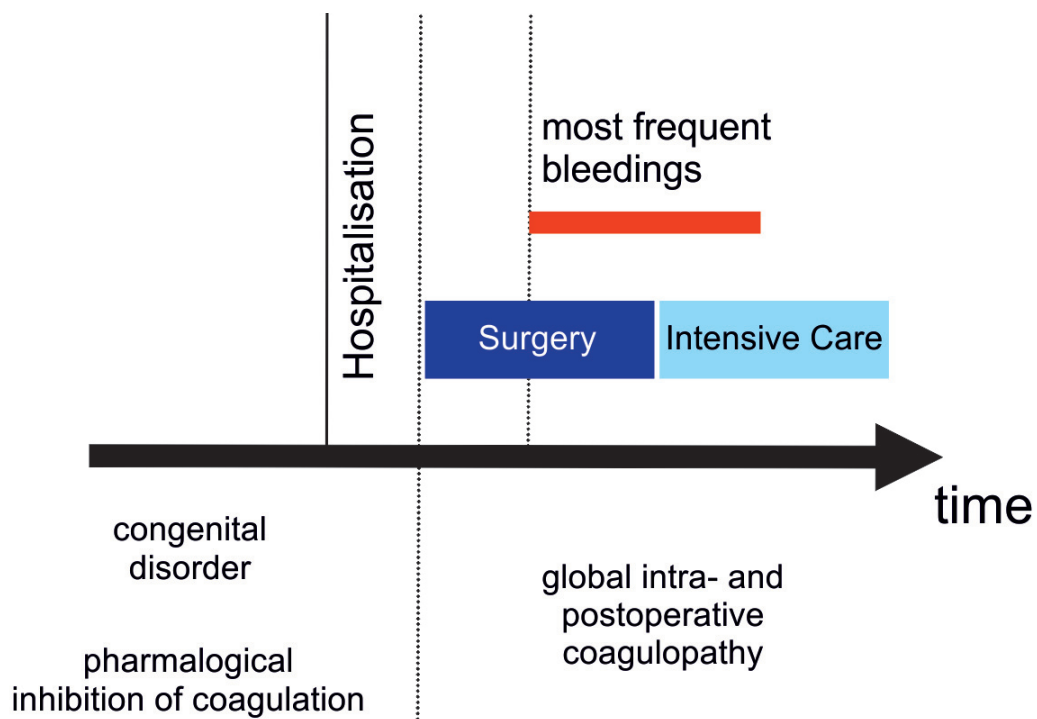 Hospitalisation
most frequent
bleedings
Surgery
Intensive Care
time
congenital
disorder
pharmalogical
inhibition of coagulation
global intra- and
postoperative
coagulopathy